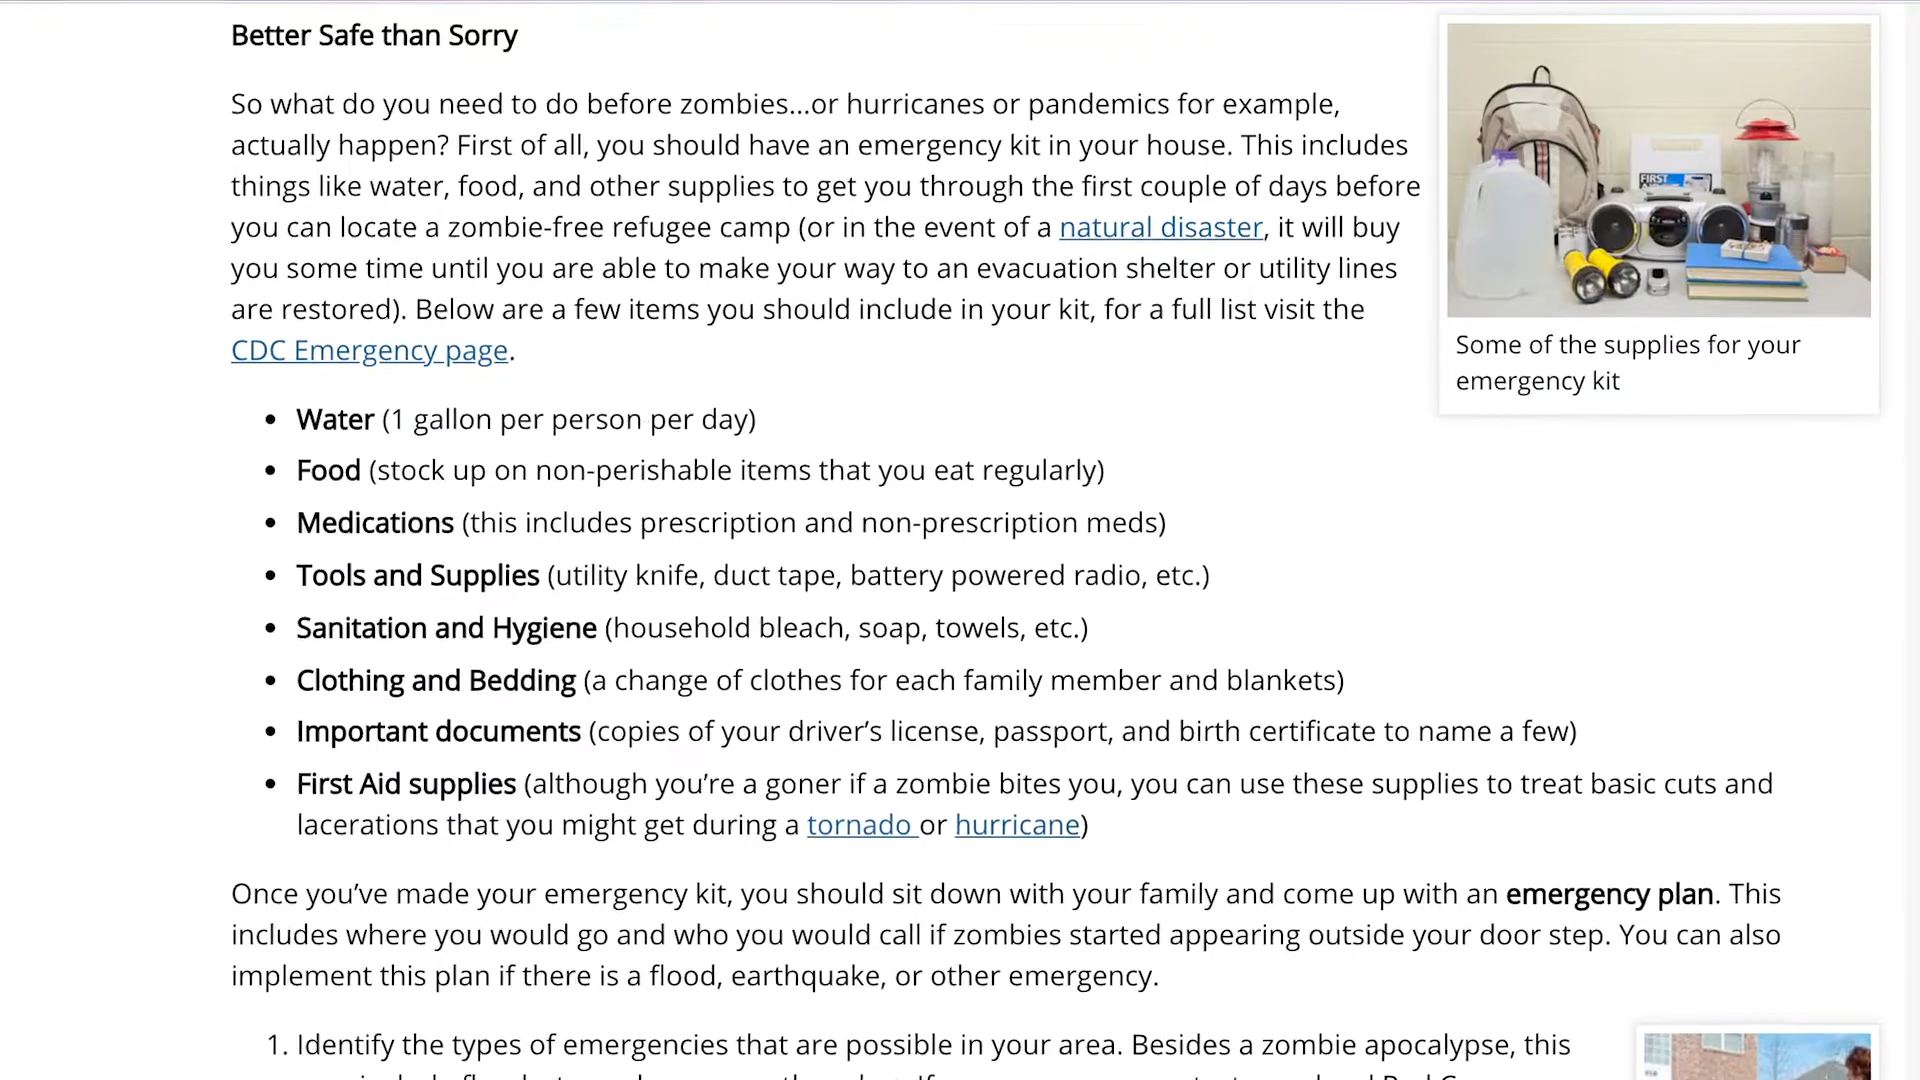 Better Safe than Sorry
So what do you need to do before zombies...or hurricanes or pandemics for example,
actually happen? First of all, you should have an emergency kit in your house. This includes
things like water, food, and other supplies to get you through the first couple of days before
you can locate a zombie-free refugee camp (or in the event of a natural disaster, it will buy
you some time until you are able to make your way to an evacuation shelter or utility lines
are restored). Below are a few items you should include in your kit, for a full list visit the
CDC Emergency page.
FIRST
Some of the supplies for your
emergency kit
• Water (1 gallon per person per day)
• Food (stock up on non-perishable items that you eat regularly)
• Medications (this includes prescription and non-prescription meds)
• Tools and Supplies (utility knife, duct tape, battery powered radio, etc.)
• Sanitation and Hygiene (household bleach, soap, towels, etc.)
• Clothing and Bedding (a change of clothes for each family member and blankets)
• Important documents (copies of your driver’s license, passport, and birth certificate to name a few)
• First Aid supplies (although you’re a goner if a zombie bites you, you can use these supplies to treat basic cuts and
lacerations that you might get during a tornado or hurricane)
Once you’ve made your emergency kit, you should sit down with your family and come up with an emergency plan. This
includes where you would go and who you would call if zombies started appearing outside your door step. You can also
implement this plan if there is a flood, earthquake, or other emergency.
1. Identify the types of emergencies that are possible in your area. Besides a zombie apocalypse, this